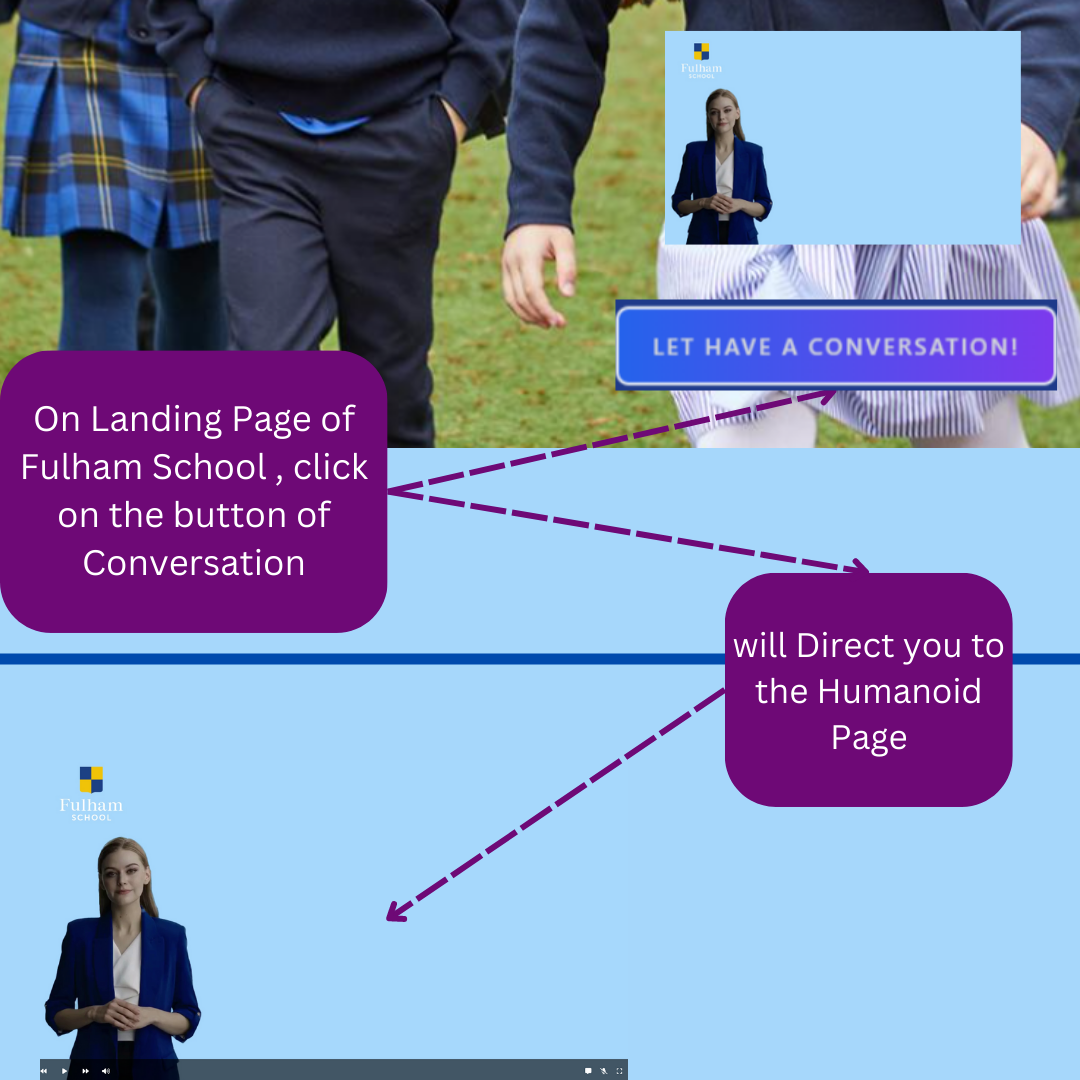 Fulham
SCHOOL
LET HAVE A CONVERSATION!
On Landing Page of
Fulham School , click
on the button of
Conversation
will Direct you to
the Humanoid
Page
Fulham
SCHOOL